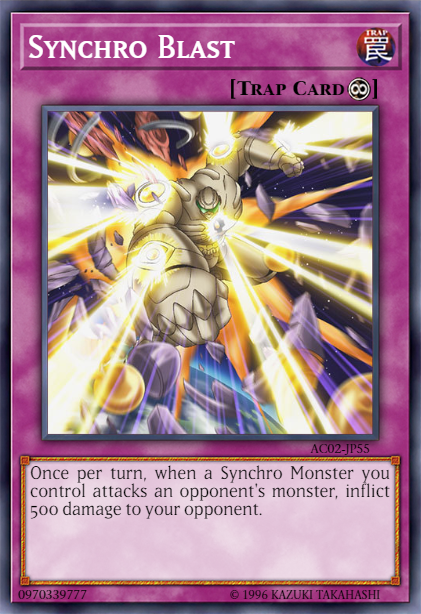 Synchro Blast
TRAP
罠
[Trap Card]
AC02-JP55
Once per turn, when a Synchro Monster you
control attacks an opponent's monster, inflict
500 damage to your opponent.
0970339777
© 1996 KAZUKI TAKAHASHI